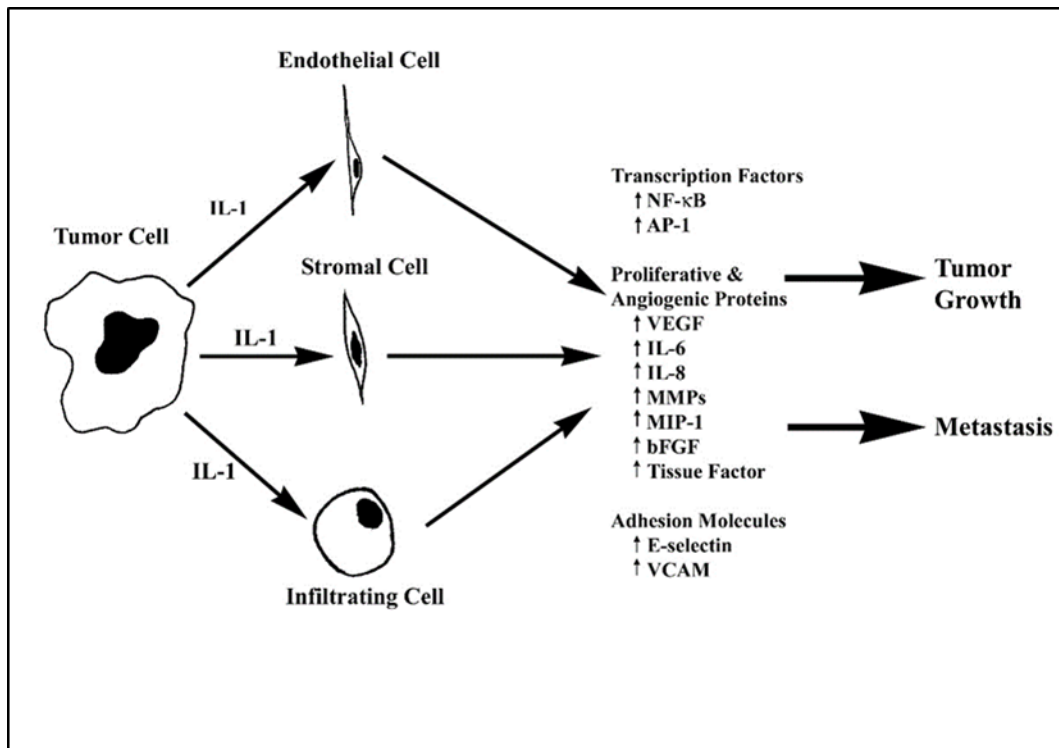 Endothelial Cell
IL-1
Tumor Cell
Stromal Cell
IL-1
IL-1
Infiltrating Cell
Transcription Factors
↑ NF-κB
↑ AP-1
Proliferative &
Angiogenic Proteins
↑ VEGF
↑ IL-6
↑ IL-8
↑ MMPs
↑ MIP-1
↑ bFGF
↑ Tissue Factor
Adhesion Molecules
↑ E-selectin
↑ VCAM
Tumor
Growth
Metastasis